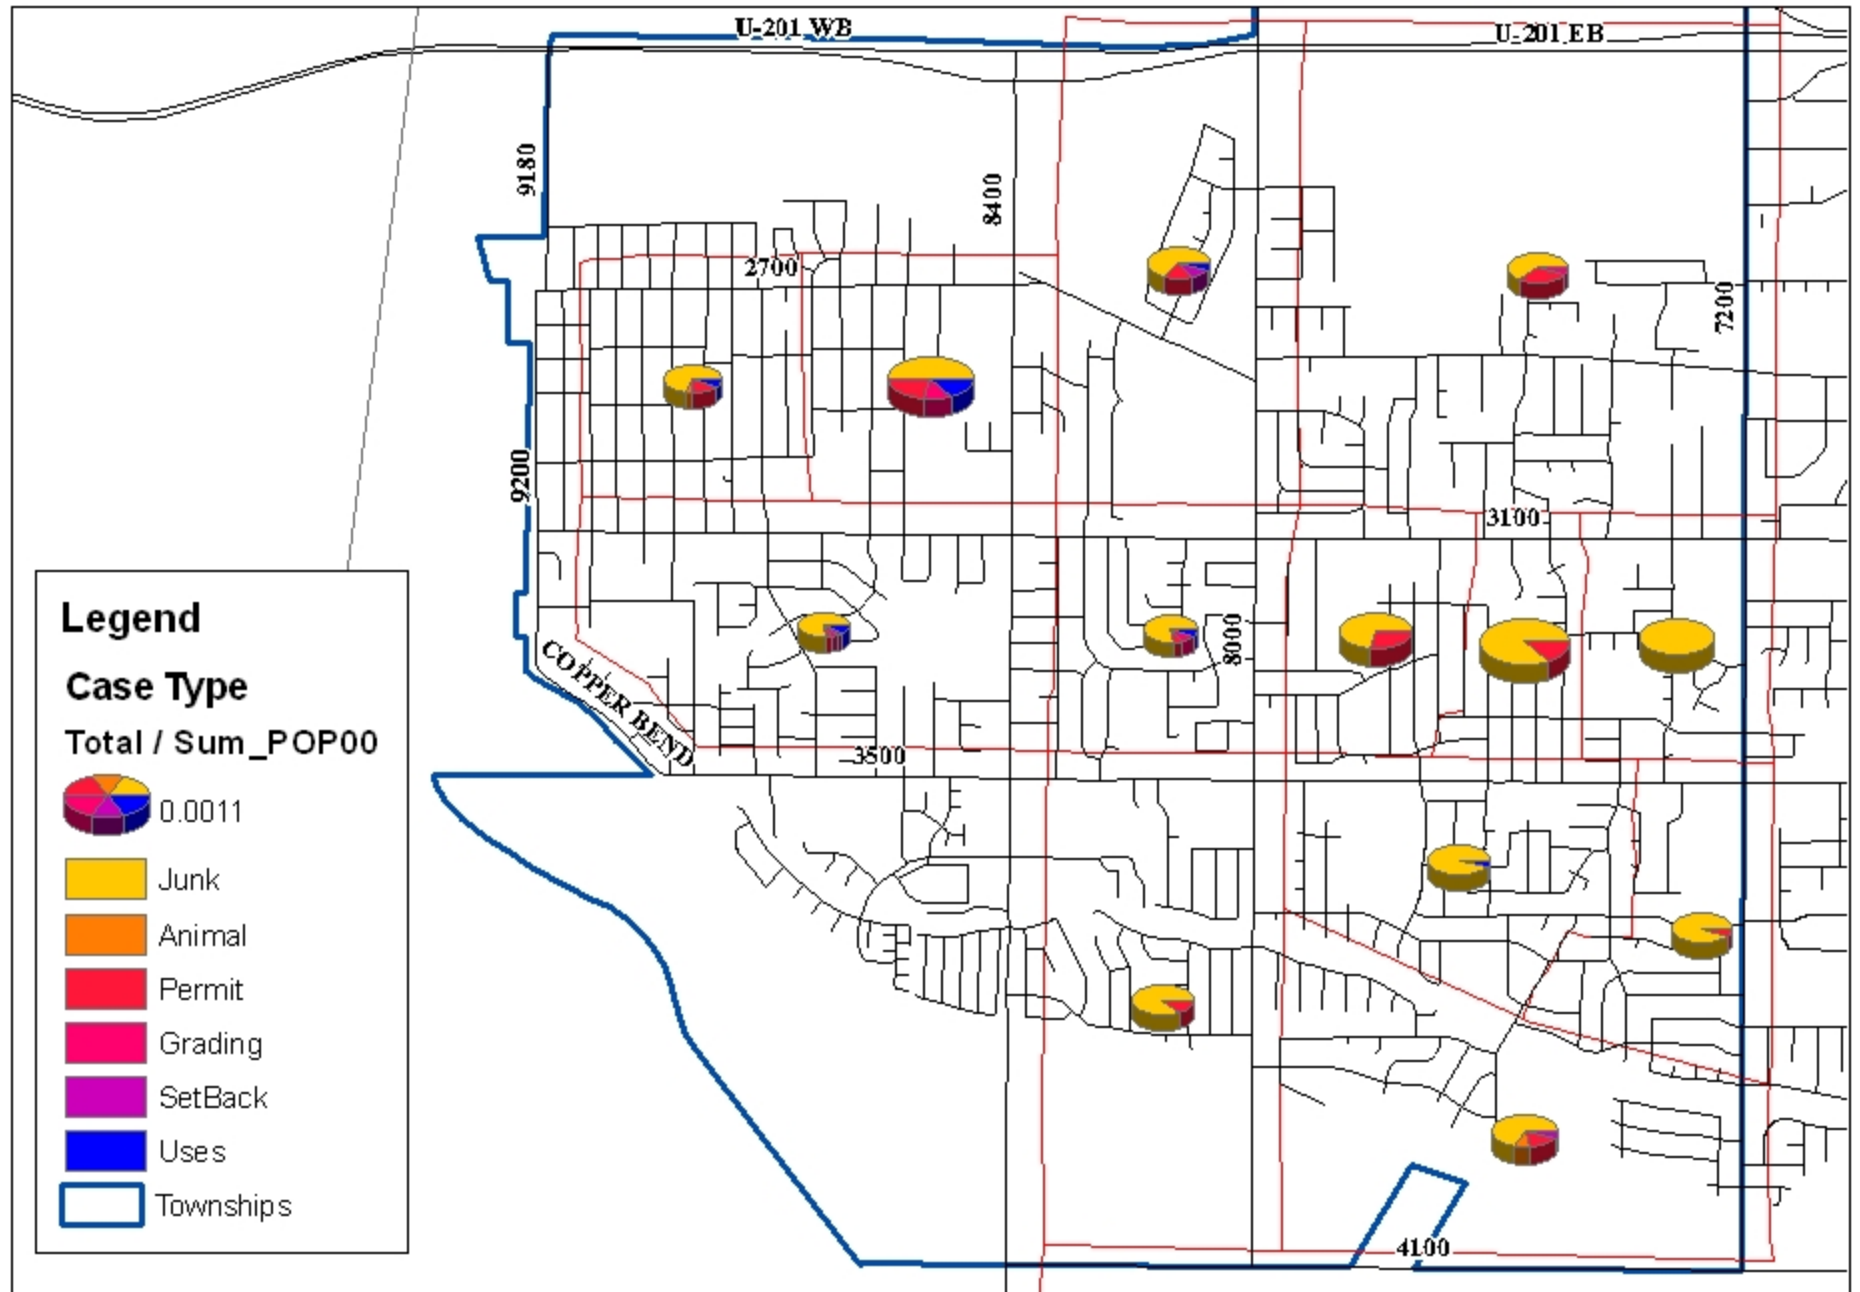 U-201 WB
U-201 EB
9180
8400
2700
7200
9200
3100
8000
COPPER BEND
3500
4100
Legend
Case Type
Total / Sum_POP00
0.0011
Junk
Animal
Permit
Grading
SetBack
Uses
Townships